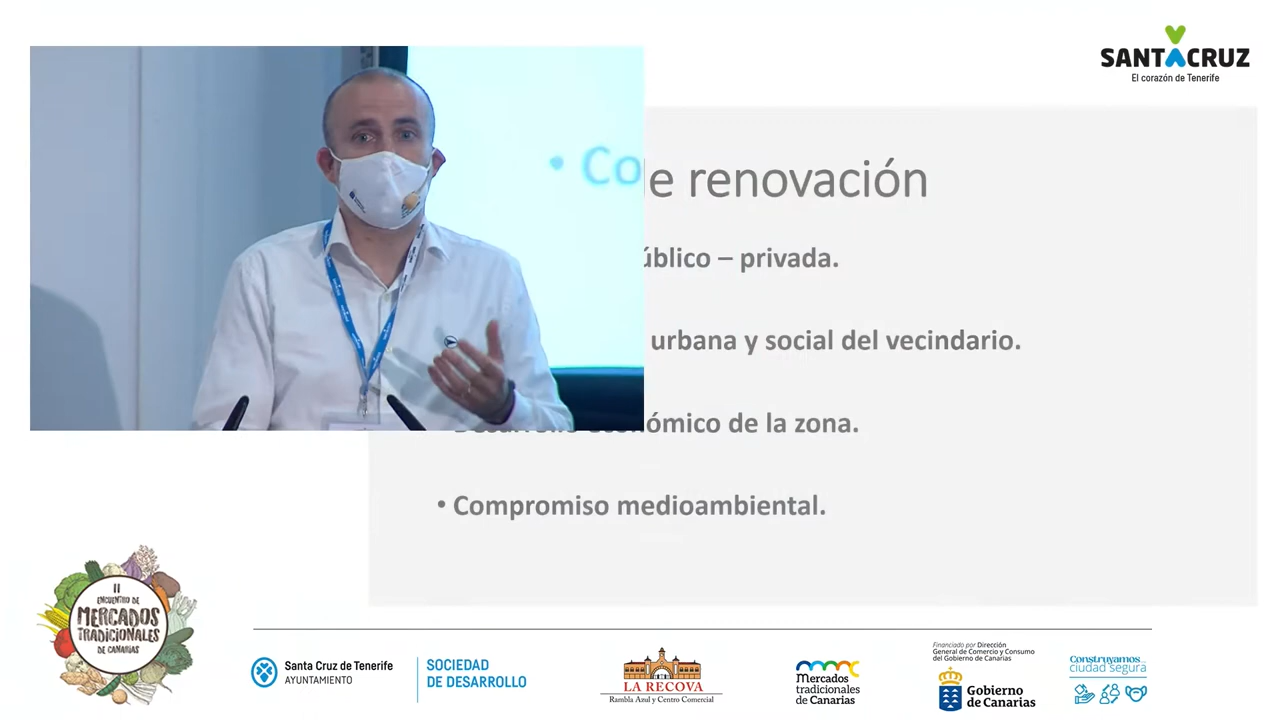 SANTACRUZ
El corazón de Tenerife
• Co
e renovación
úblico – privada.
urbana y social del vecindario.
Desarrollo económico de la zona.
• Compromiso medioambiental.
II
ENCUENTRO DE
MERCADOS
TRADICIONALES
DE CANARIAS
Santa Cruz de Tenerife
AYUNTAMIENTO
SOCIEDAD
DE DESARROLLO
LA RECOVA
Rambla Azul y Centro Comercial
Mercados
tradicionales
de Canarias
Financiado por Dirección
General de Comercio y Consumo
del Gobierno de Canarias
Gobierno
de Canarias
Construyamos
ciudad segura